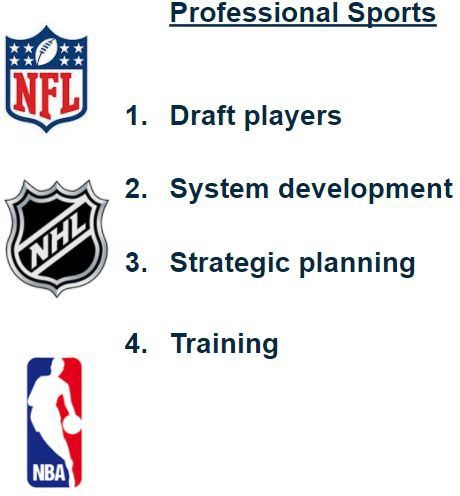 Professional Sports
NFL
1. Draft players
2. System development
NHL
3. Strategic planning
4. Training
NBA